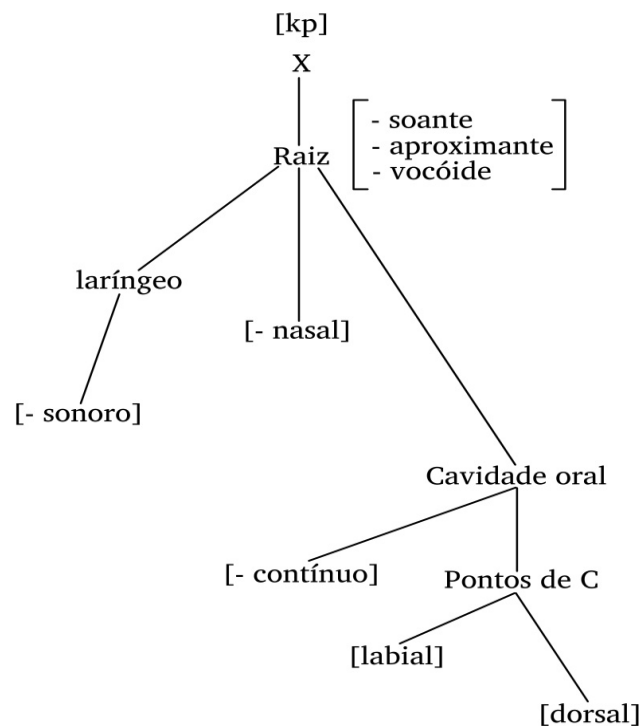 [kp]
X
- soante
- aproximante
- vocóide
Raiz
laríngeo
[- nasal]
[- sonoro]
Cavidade oral
[- contínuo]
Pontos de C
[labial]
[dorsal]